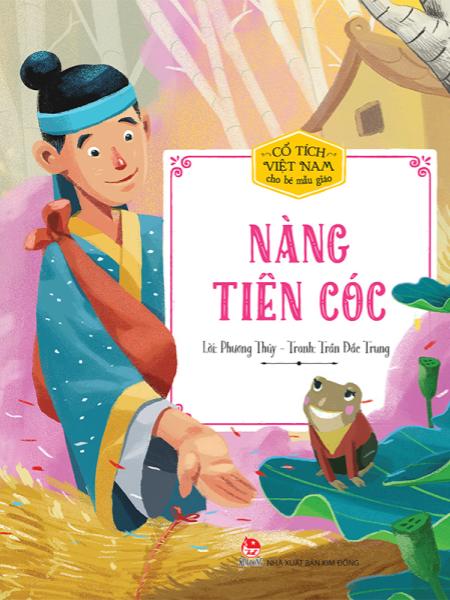 CỔ TÍCH
VIỆT NAM
cho bé mẫu giáo
NÀNG
TIÊN CÓC
Lời: Phương Thúy - Tranh: Trần Đắc Trung
NHÀ XUẤT BẢN KIM ĐỒNG